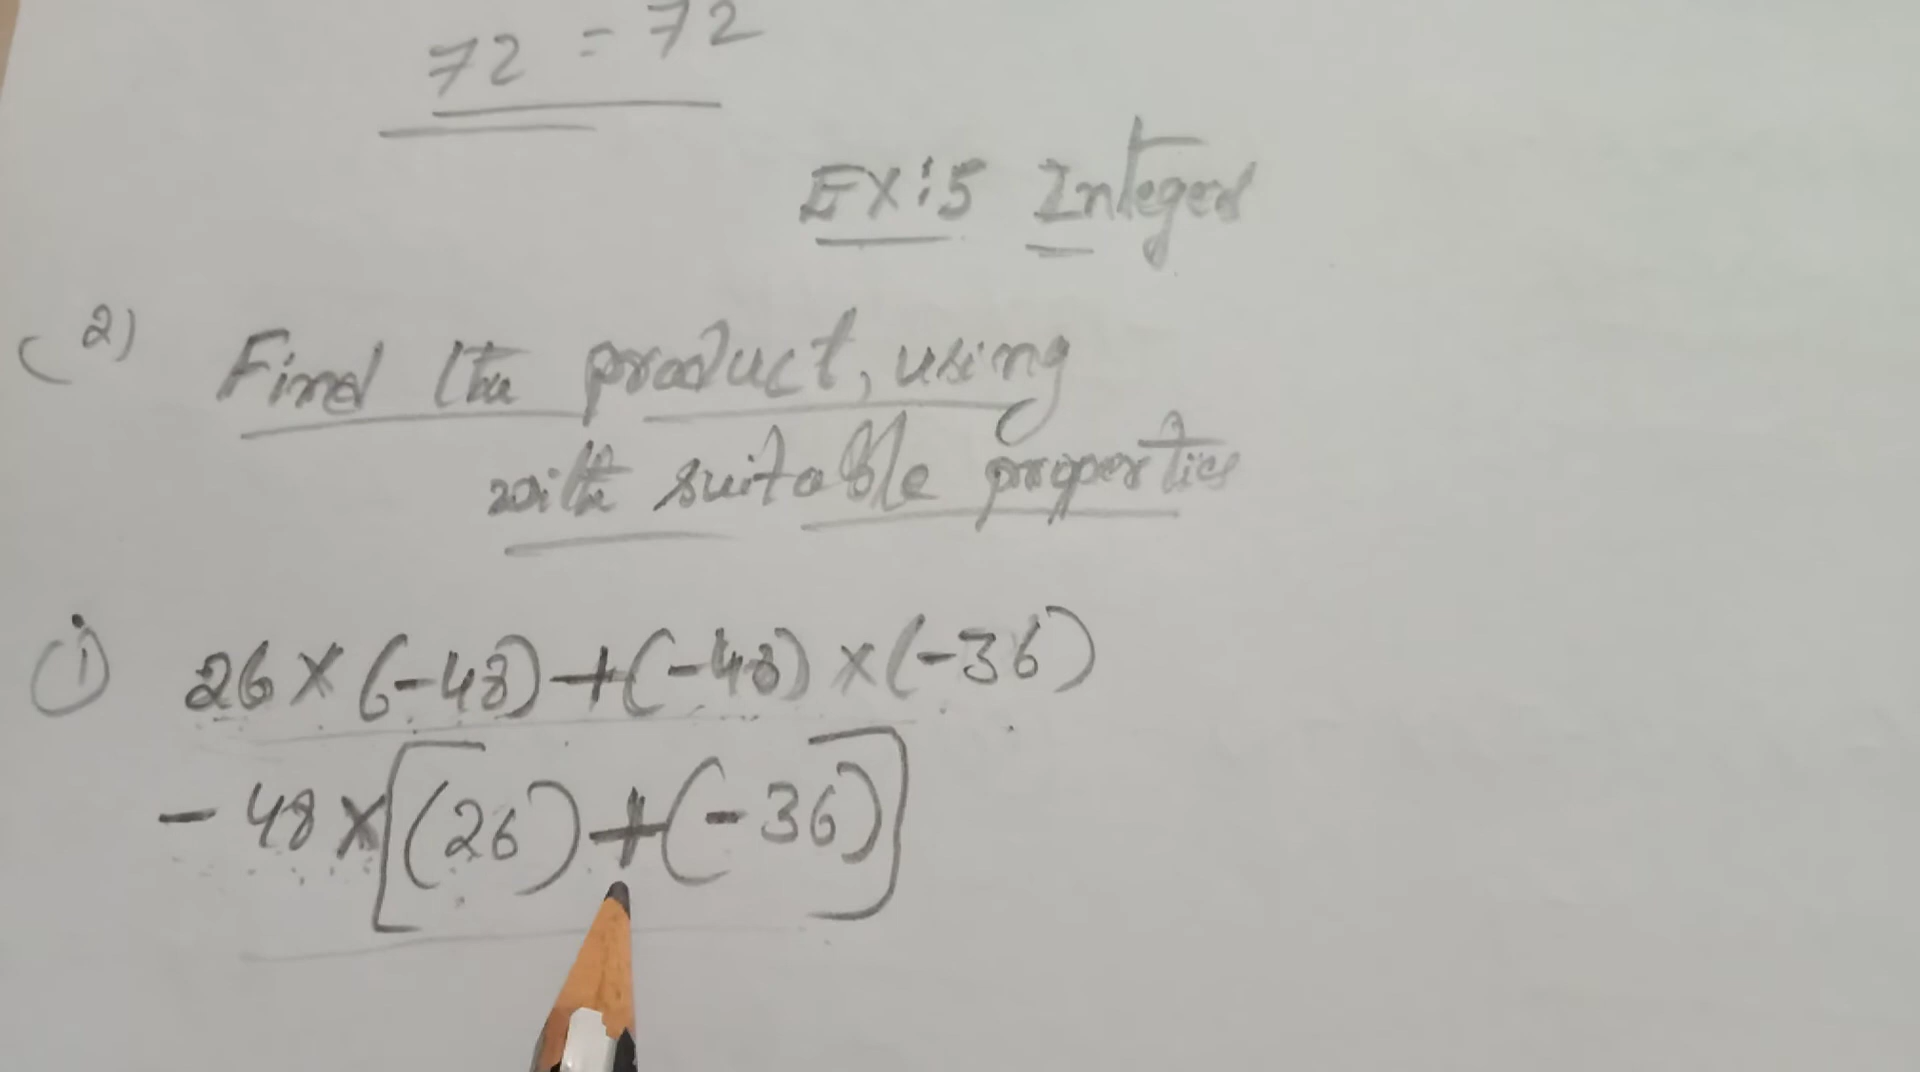 72 = 72
EX:5 Integers
(2) Find the product, using
with suitable properties
(i) 26 × (-48) + (-48) × (-36)
- 48 × [(26) + (-36)]